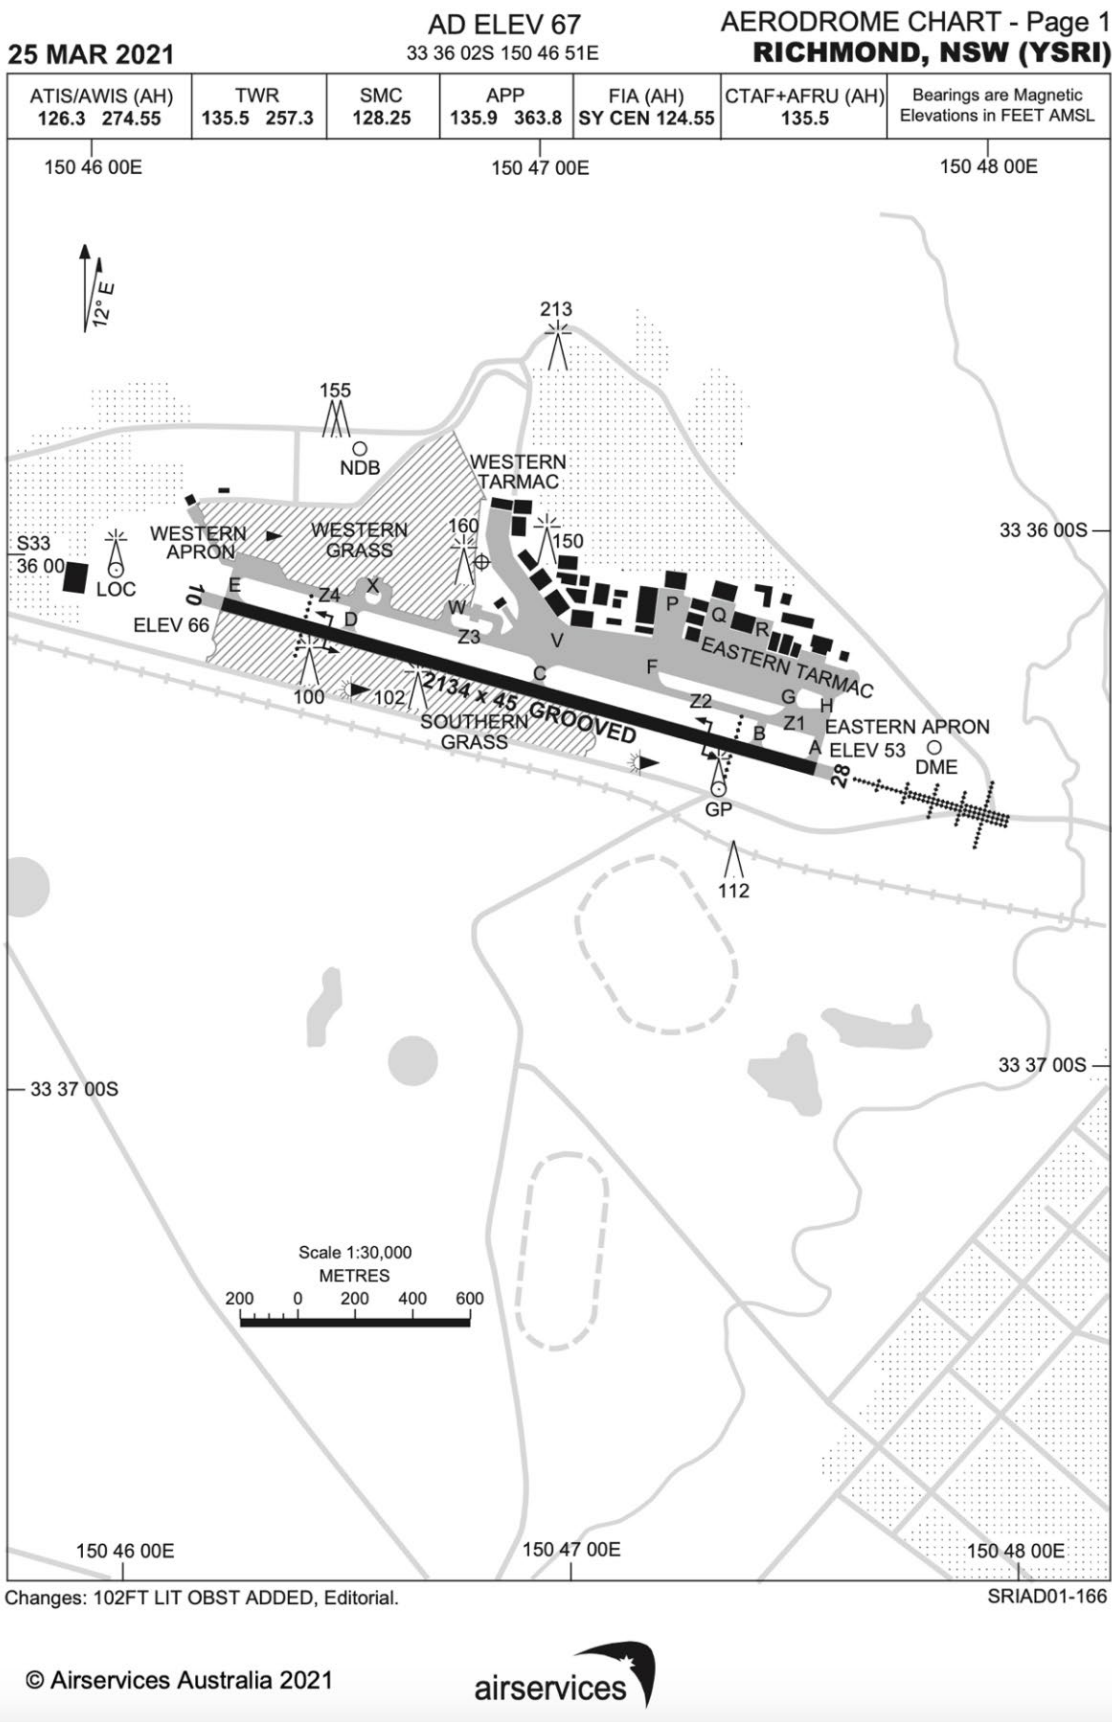 AD ELEV 67
AERODROME CHART - Page 1
25 MAR 2021
33 36 02S 150 46 51E
RICHMOND, NSW (YSRI)
ATIS/AWIS (AH)
126.3 274.55
TWR
135.5 257.3
SMC
128.25
APP
135.9 363.8
FIA (AH)
SY CEN 124.55
CTAF+AFRU (AH)
135.5
Bearings are Magnetic
Elevations in FEET AMSL
150 46 00E
150 47 00E
150 48 00E
12° E
213
155
NDB
WESTERN
TARMAC
WESTERN
APRON
WESTERN
GRASS
160
150
33 36 00S
S33
36 00
LOC
10
E
Z4
X
D
W
Z3
V
P
Q
R
ELEV 66
EASTERN TARMAC
C
F
G
H
Z2
Z1
B
A
100
102
2134 x 45 GROOVED
SOUTHERN
GRASS
EASTERN APRON
ELEV 53
DME
28
GP
112
33 37 00S
33 37 00S
Scale 1:30,000
METRES
200 0 200 400 600
150 46 00E
150 47 00E
150 48 00E
Changes: 102FT LIT OBST ADDED, Editorial.
SRIAD01-166
© Airservices Australia 2021
airservices